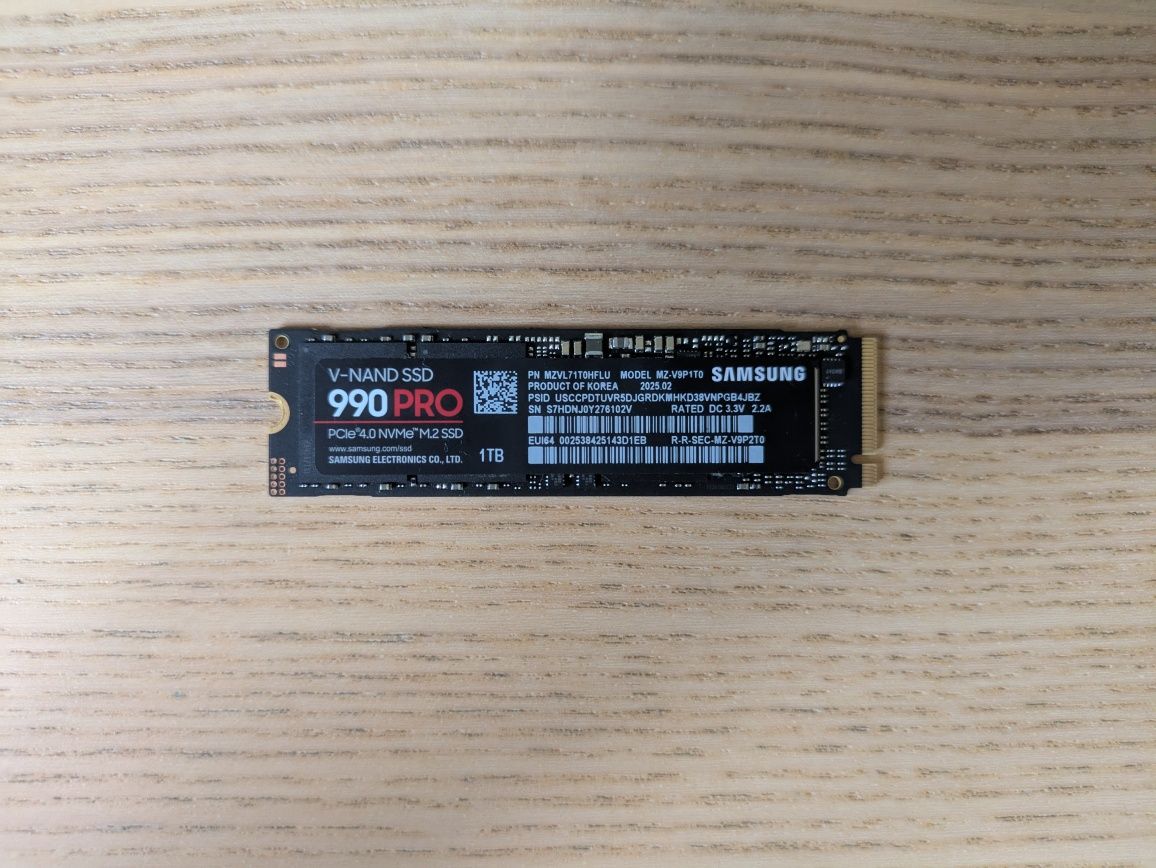 V-NAND SSD
990 PRO
PCIe®4.0 NVMe™ M.2 SSD
www.samsung.com/ssd
SAMSUNG ELECTRONICS CO., LTD.
1TB
PN MZVL71T0HFLU MODEL MZ-V9P1T0
SAMSUNG
PRODUCT OF KOREA 2025.02
PSID USCCPDTUVR5DJGRDKMHKD38VNPGB4JBZ
SN S7HDNJ0Y276102V RATED DC 3.3V 2.2A
EUI64 002538425143D1EB R-R-SEC-MZ-V9P2T0